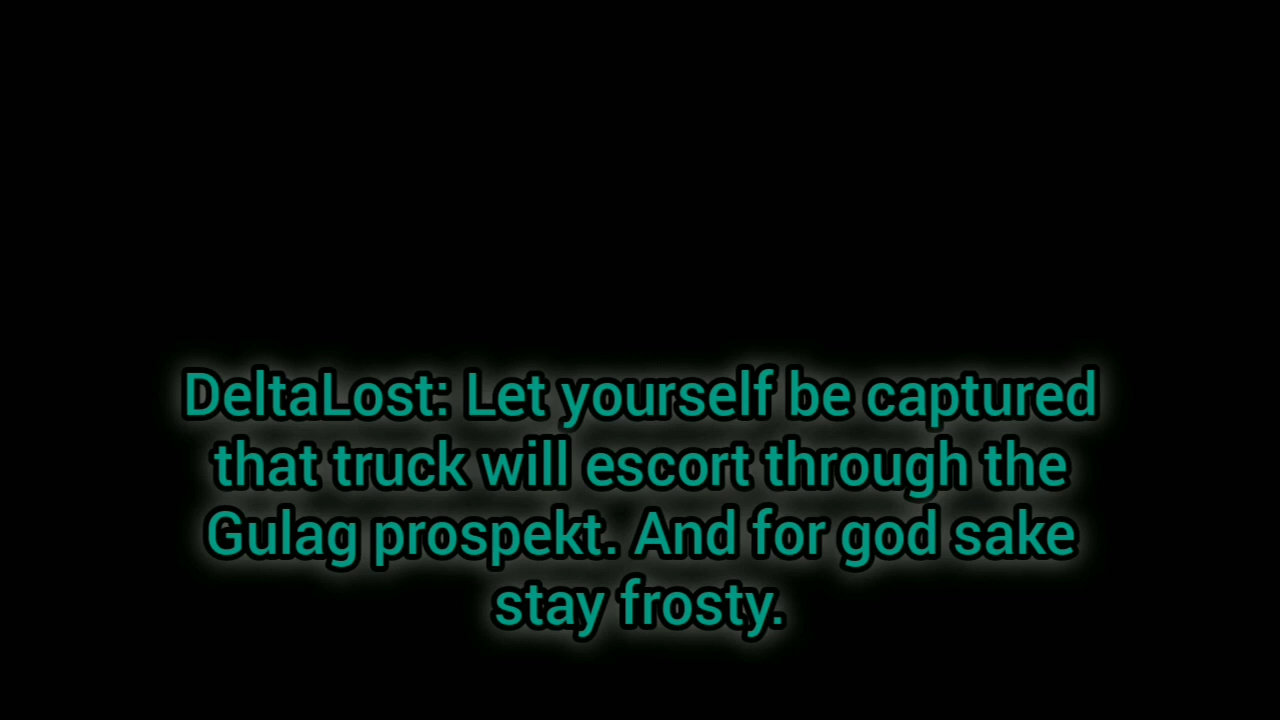 DeltaLost: Let yourself be captured
that truck will escort through the
Gulag prospekt. And for god sake
stay frosty.